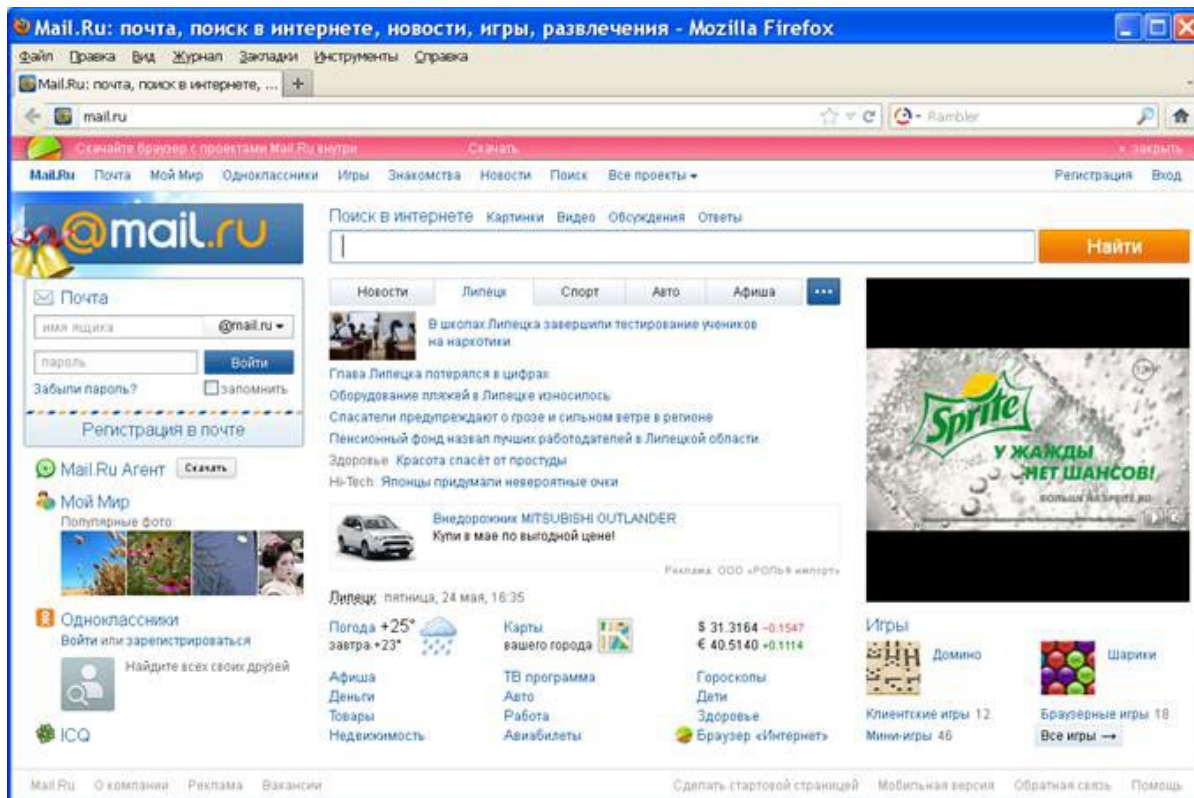 Mail.Ru: почта, поиск в интернете, новости, игры, развлечения - Mozilla Firefox
Файл Правка Вид Журнал Закладки Инструменты Справка
Mail.Ru: почта, поиск в интернете, ... +
mail.ru Rambler
Скачайте браузер с проектами Mail.Ru внутри Скачать × закрыть
Mail.Ru Почта Мой Мир Одноклассники Игры Знакомства Новости Поиск Все проекты Регистрация Вход
@mail.ru
Поиск в интернете Картинки Видео Обсуждения Ответы
Найти
Почта
имя ящика @mail.ru
пароль Войти
Забыли пароль? запомнить
Регистрация в почте
Mail.Ru Агент Скачать
Мой Мир
Популярные фото:
Одноклассники
Войти или зарегистрироваться
Найдите всех своих друзей
ICQ
Новости Липецк Спорт Авто Афиша ...
В школах Липецка завершили тестирование учеников
на наркотики
Глава Липецка потерялся в цифрах
Оборудование пляжей в Липецке износилось
Спасатели предупреждают о грозе и сильном ветре в регионе
Пенсионный фонд назвал лучших работодателей в Липецкой области
Здоровье Красота спасёт от простуды
Hi-Tech Японцы придумали невероятные очки
Внедорожник MITSUBISHI OUTLANDER
Купи в мае по выгодной цене!
Реклама. ООО «РОЛЬФ импорт»
Липецк пятница, 24 мая, 16:35
Погода +25°
завтра +23°
Карты
вашего города
$ 31.3164 -0.1547
€ 40.5140 +0.1114
Афиша ТВ программа Гороскопы
Деньги Авто Дети
Товары Работа Здоровье
Недвижимость Авиабилеты Браузер «Интернет»
Sprite
У ЖАЖДЫ
НЕТ ШАНСОВ!
БОЛЬШЕ НА SPRITE.RU
Игры
Домино Шарики
Клиентские игры 12 Браузерные игры 18
Мини-игры 46 Все игры →
Mail.Ru О компании Реклама Вакансии Сделать стартовой страницей Мобильная версия Обратная связь Помощь